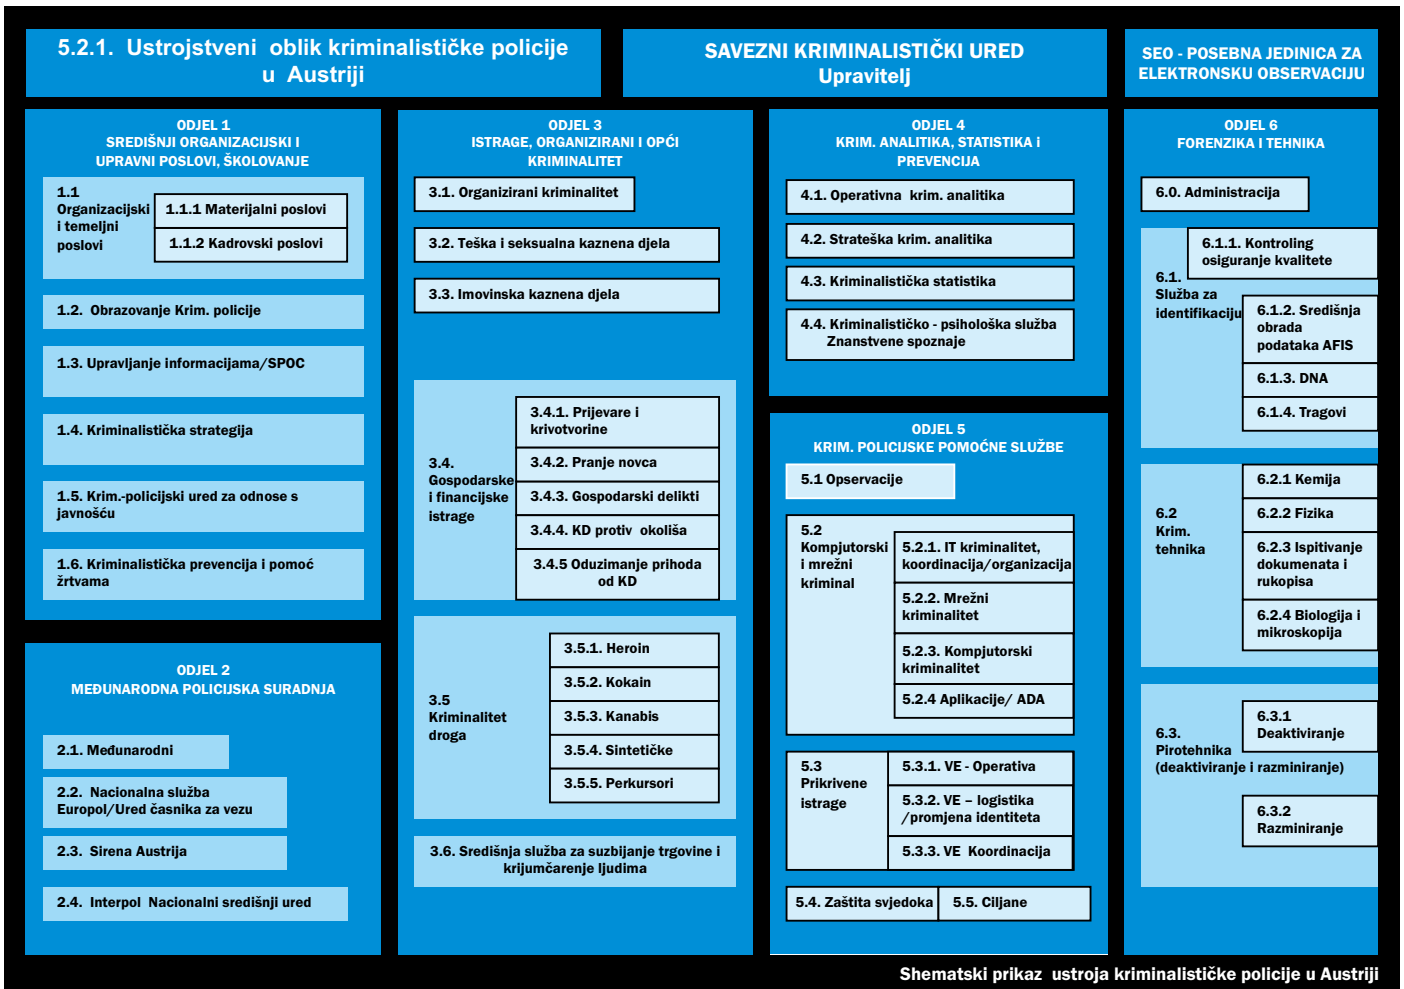 5.2.1. Ustrojstveni oblik kriminalističke policije
u Austriji
SAVEZNI KRIMINALISTIČKI URED
Upravitelj
SEO - POSEBNA JEDINICA ZA
ELEKTRONSKU OBSERVACIJU
ODJEL 1
SREDIŠNJI ORGANIZACIJSKI I
UPRAVNI POSLOVI, ŠKOLOVANJE
1.1
Organizacijski
i temeljni
poslovi
1.1.1 Materijalni poslovi
1.1.2 Kadrovski poslovi
1.2. Obrazovanje Krim. policije
1.3. Upravljanje informacijama/SPOC
1.4. Kriminalistička strategija
1.5. Krim.-policijski ured za odnose s
javnošću
1.6. Kriminalistička prevencija i pomoć
žrtvama
ODJEL 2
MEĐUNARODNA POLICIJSKA SURADNJA
2.1. Međunarodni
2.2. Nacionalna služba
Europol/Ured časnika za vezu
2.3. Sirena Austrija
2.4. Interpol Nacionalni središnji ured
ODJEL 3
ISTRAGE, ORGANIZIRANI I OPĆI
KRIMINALITET
3.1. Organizirani kriminalitet
3.2. Teška i seksualna kaznena djela
3.3. Imovinska kaznena djela
3.4.
Gospodarske
i financijske
istrage
3.4.1. Prijevare i
krivotvorine
3.4.2. Pranje novca
3.4.3. Gospodarski delikti
3.4.4. KD protiv okoliša
3.4.5 Oduzimanje prihoda
od KD
3.5
Kriminalitet
droga
3.5.1. Heroin
3.5.2. Kokain
3.5.3. Kanabis
3.5.4. Sintetičke
3.5.5. Perkursori
3.6. Središnja služba za suzbijanje trgovine i
krijumčarenje ljudima
ODJEL 4
KRIM. ANALITIKA, STATISTIKA i
PREVENCIJA
4.1. Operativna krim. analitika
4.2. Strateška krim. analitika
4.3. Kriminalistička statistika
4.4. Kriminalističko - psihološka služba
Znanstvene spoznaje
ODJEL 5
KRIM. POLICIJSKE POMOĆNE SLUŽBE
5.1 Opservacije
5.2
Kompjutorski
i mrežni
kriminal
5.2.1. IT kriminalitet,
koordinacija/organizacija
5.2.2. Mrežni
kriminalitet
5.2.3. Kompjutorski
kriminalitet
5.2.4 Aplikacije/ ADA
5.3
Prikrivene
istrage
5.3.1. VE - Operativa
5.3.2. VE – logistika
/promjena identiteta
5.3.3. VE Koordinacija
5.4. Zaštita svjedoka
5.5. Ciljane
ODJEL 6
FORENZIKA I TEHNIKA
6.0. Administracija
6.1.
Služba za
identifikaciju
6.1.1. Kontroling
osiguranje kvalitete
6.1.2. Središnja
obrada
podataka AFIS
6.1.3. DNA
6.1.4. Tragovi
6.2
Krim.
tehnika
6.2.1 Kemija
6.2.2 Fizika
6.2.3 Ispitivanje
dokumenata i
rukopisa
6.2.4 Biologija i
mikroskopija
6.3.
Pirotehnika
(deaktiviranje i razminiranje)
6.3.1
Deaktiviranje
6.3.2
Razminiranje
Shematski prikaz ustroja kriminalističke policije u Austriji